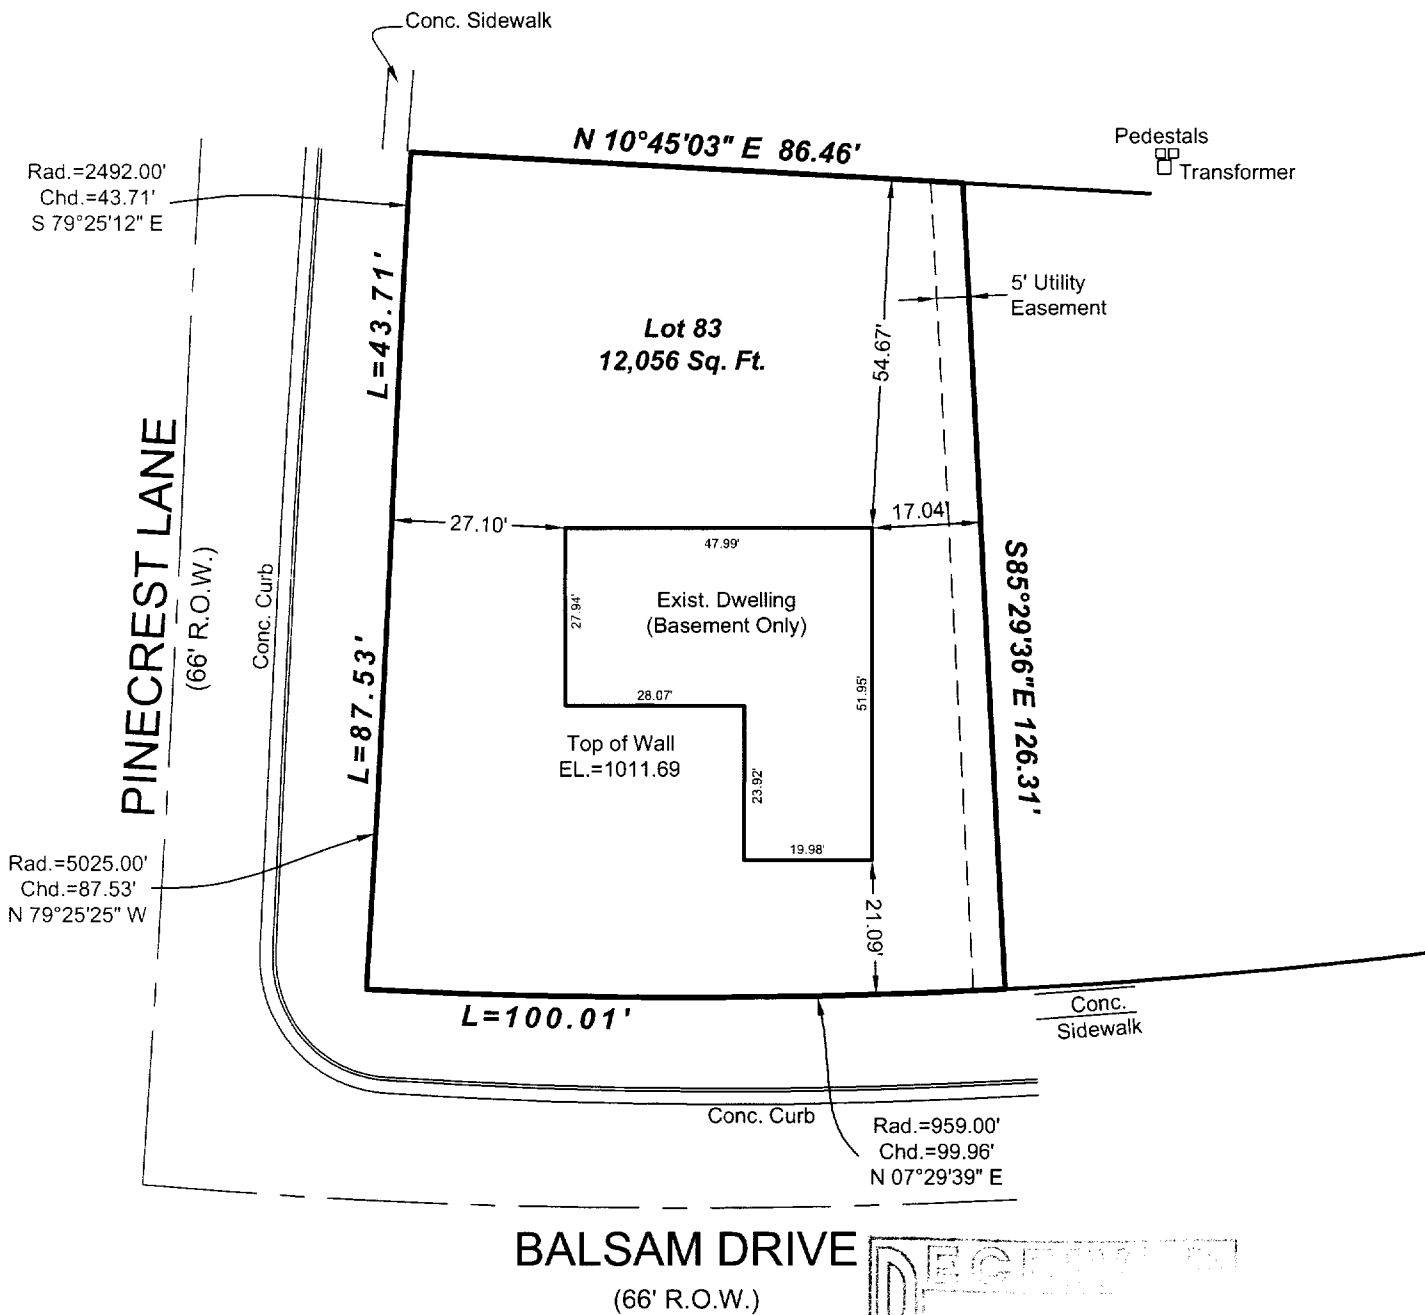 Conc. Sidewalk
N 10°45'03" E 86.46'
Pedestals
Transformer
Rad.=2492.00'
Chd.=43.71'
S 79°25'12" E
L=43.71'
5' Utility
Easement
Lot 83
12,056 Sq. Ft.
54.67'
PINECREST LANE
(66' R.O.W.)
Conc. Curb
27.10'
17.04'
47.99'
27.94'
Exist. Dwelling
(Basement Only)
S85°29'36"E 126.31'
28.07'
51.95'
L=87.53'
Top of Wall
EL.=1011.69
23.92'
19.98'
Rad.=5025.00'
Chd.=87.53'
N 79°25'25" W
21.09'
L=100.01'
Conc.
Sidewalk
Conc. Curb
Rad.=959.00'
Chd.=99.96'
N 07°29'39" E
BALSAM DRIVE
(66' R.O.W.)